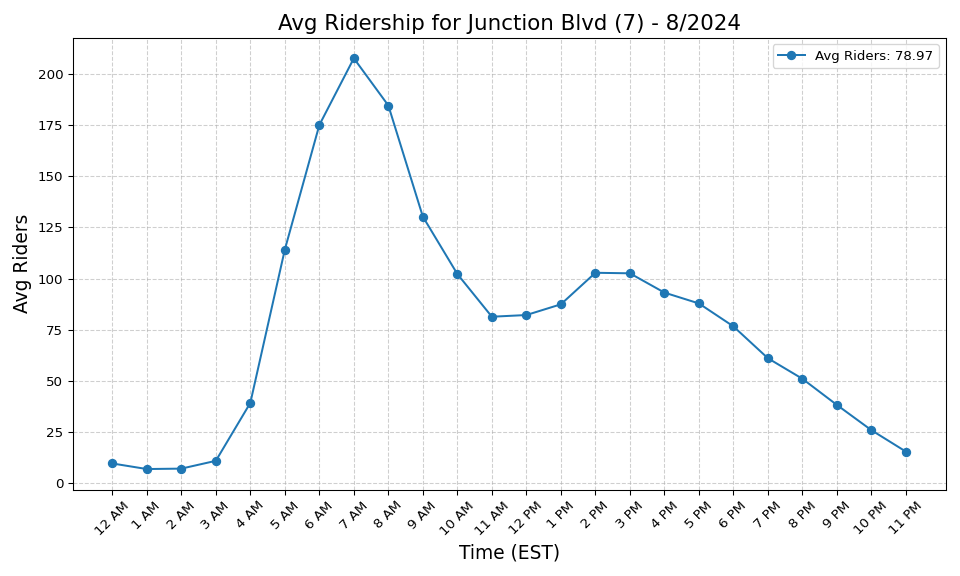 Avg Ridership for Junction Blvd (7) - 8/2024
Avg Riders: 78.97
Avg Riders
200
175
150
125
100
75
50
25
0
12 AM
1 AM
2 AM
3 AM
4 AM
5 AM
6 AM
7 AM
8 AM
9 AM
10 AM
11 AM
12 PM
1 PM
2 PM
3 PM
4 PM
5 PM
6 PM
7 PM
8 PM
9 PM
10 PM
11 PM
Time (EST)